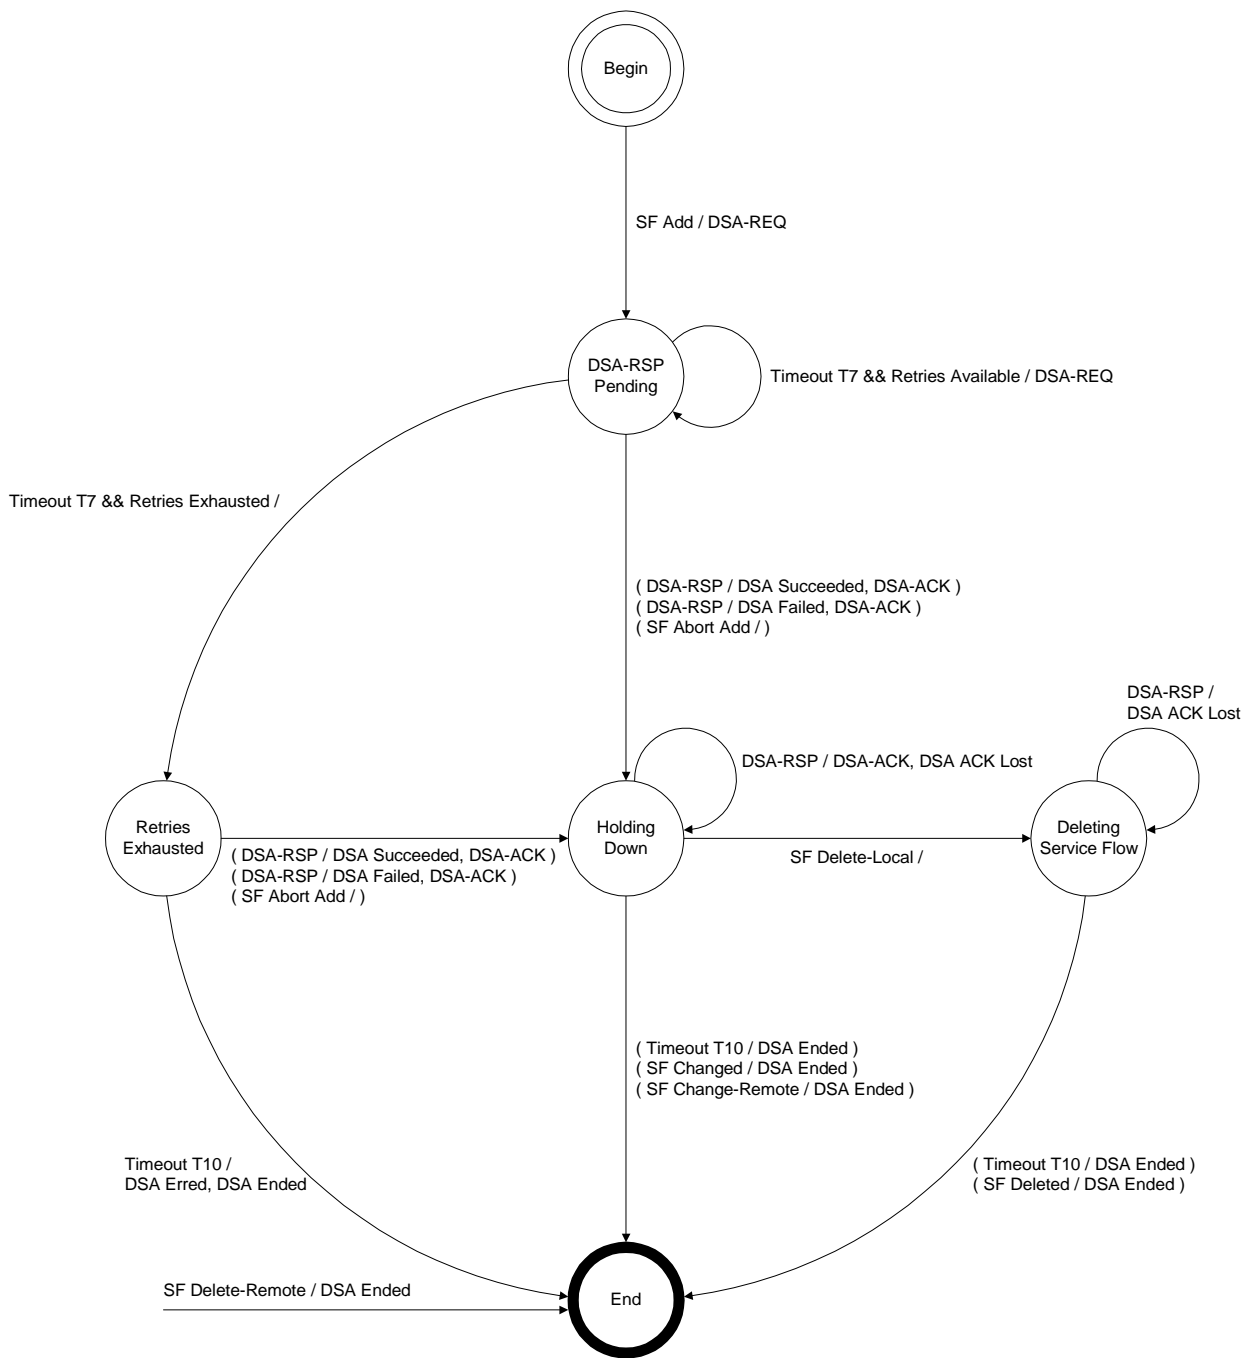 Begin
SF Add / DSA-REQ
DSA-RSP
Pending
Timeout T7 && Retries Available / DSA-REQ
Timeout T7 && Retries Exhausted /
( DSA-RSP / DSA Succeeded, DSA-ACK )
( DSA-RSP / DSA Failed, DSA-ACK )
( SF Abort Add / )
DSA-RSP /
DSA ACK Lost
DSA-RSP / DSA-ACK, DSA ACK Lost
Retries
Exhausted
Holding
Down
Deleting
Service Flow
( DSA-RSP / DSA Succeeded, DSA-ACK )
( DSA-RSP / DSA Failed, DSA-ACK )
( SF Abort Add / )
SF Delete-Local /
( Timeout T10 / DSA Ended )
( SF Changed / DSA Ended )
( SF Change-Remote / DSA Ended )
Timeout T10 /
DSA Erred, DSA Ended
( Timeout T10 / DSA Ended )
( SF Deleted / DSA Ended )
SF Delete-Remote / DSA Ended
End